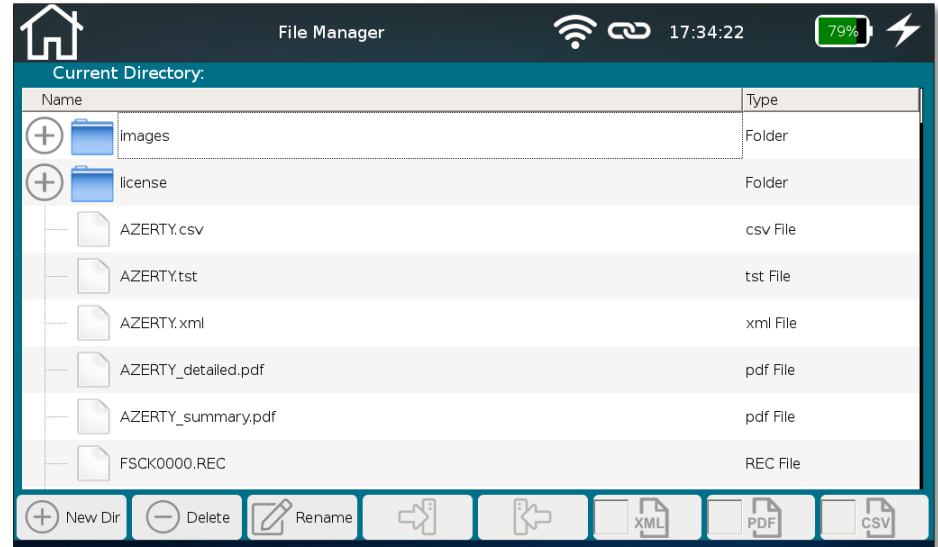 File Manager 17:34:22 79%
Current Directory:
Name Type
images Folder
license Folder
AZERTY.csv csv File
AZERTY.tst tst File
AZERTY.xml xml File
AZERTY_detailed.pdf pdf File
AZERTY_summary.pdf pdf File
FSCK0000.REC REC File
New Dir Delete Rename XML PDF CSV